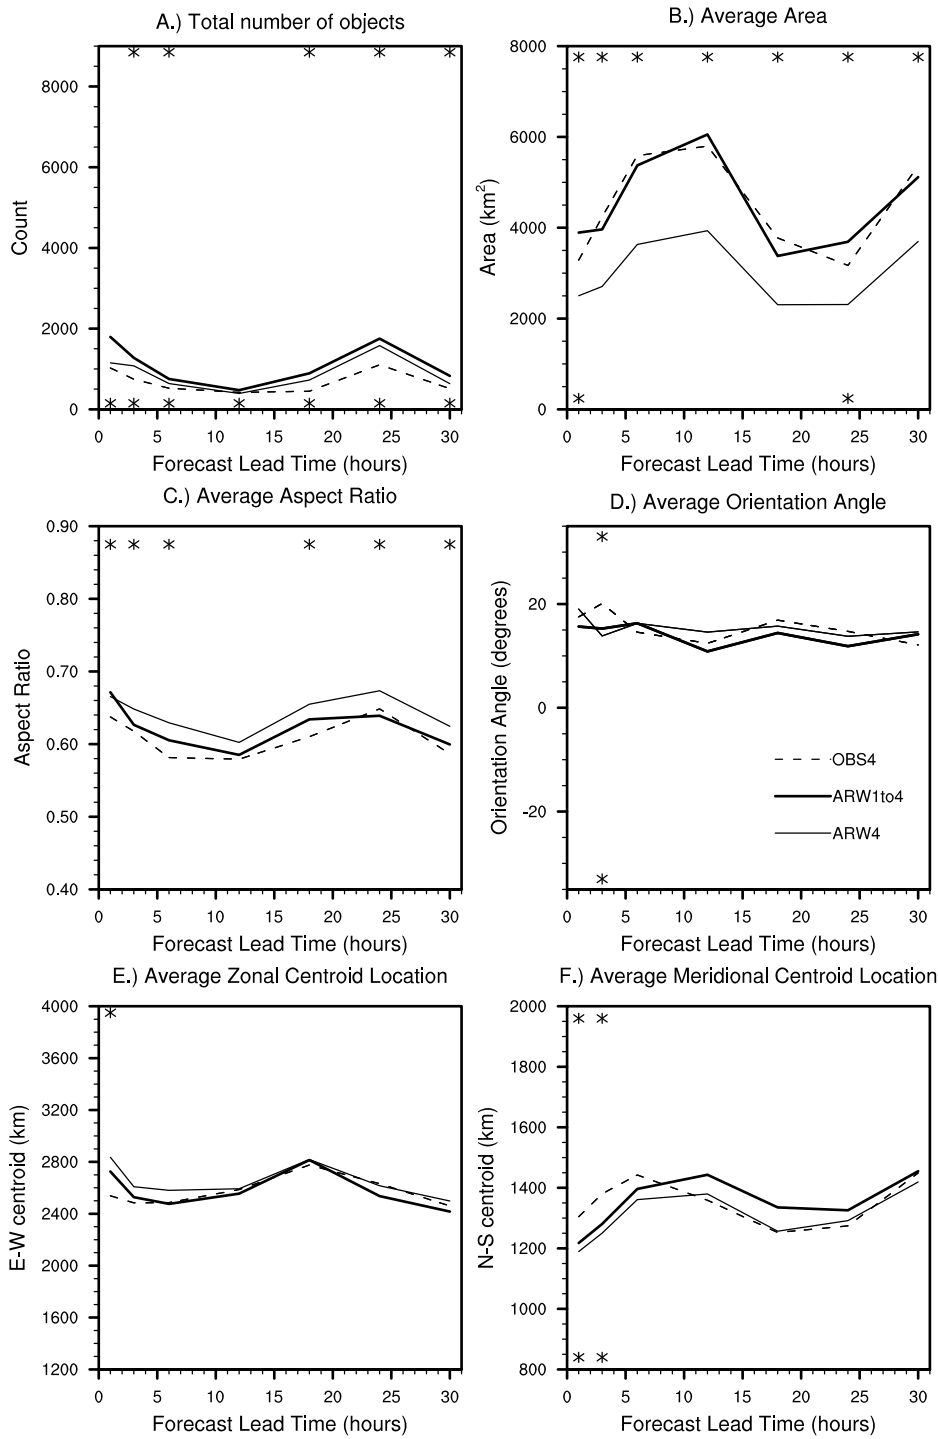 A.) Total number of objects
8000
6000
4000
2000
0
Count
0 5 10 15 20 25 30
Forecast Lead Time (hours)
B.) Average Area
8000
6000
4000
2000
0
Area (km²)
0 5 10 15 20 25 30
Forecast Lead Time (hours)
C.) Average Aspect Ratio
0.90
0.80
0.70
0.60
0.50
0.40
Aspect Ratio
0 5 10 15 20 25 30
Forecast Lead Time (hours)
D.) Average Orientation Angle
20
0
-20
Orientation Angle (degrees)
OBS4
ARW1to4
ARW4
0 5 10 15 20 25 30
Forecast Lead Time (hours)
E.) Average Zonal Centroid Location
4000
3600
3200
2800
2400
2000
1600
1200
E-W centroid (km)
0 5 10 15 20 25 30
Forecast Lead Time (hours)
F.) Average Meridional Centroid Location
2000
1800
1600
1400
1200
1000
800
N-S centroid (km)
0 5 10 15 20 25 30
Forecast Lead Time (hours)